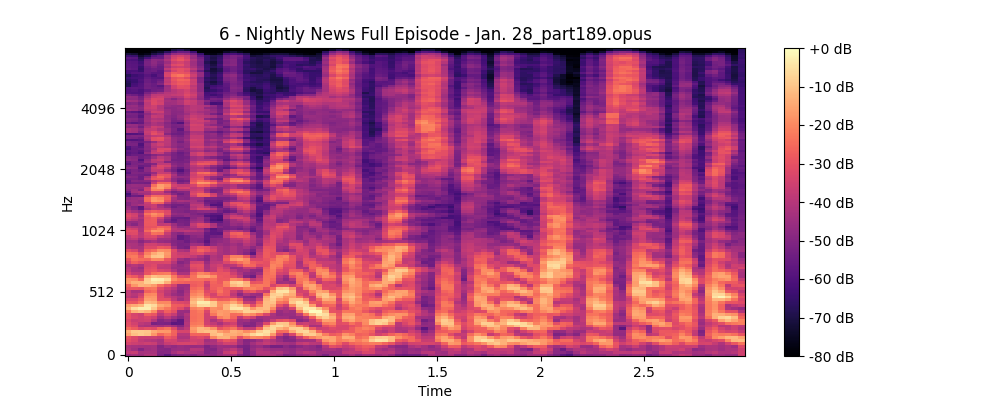 6 - Nightly News Full Episode - Jan. 28_part189.opus
Hz
4096
2048
1024
512
0
0
0.5
1
1.5
2
2.5
Time
+0 dB
-10 dB
-20 dB
-30 dB
-40 dB
-50 dB
-60 dB
-70 dB
-80 dB